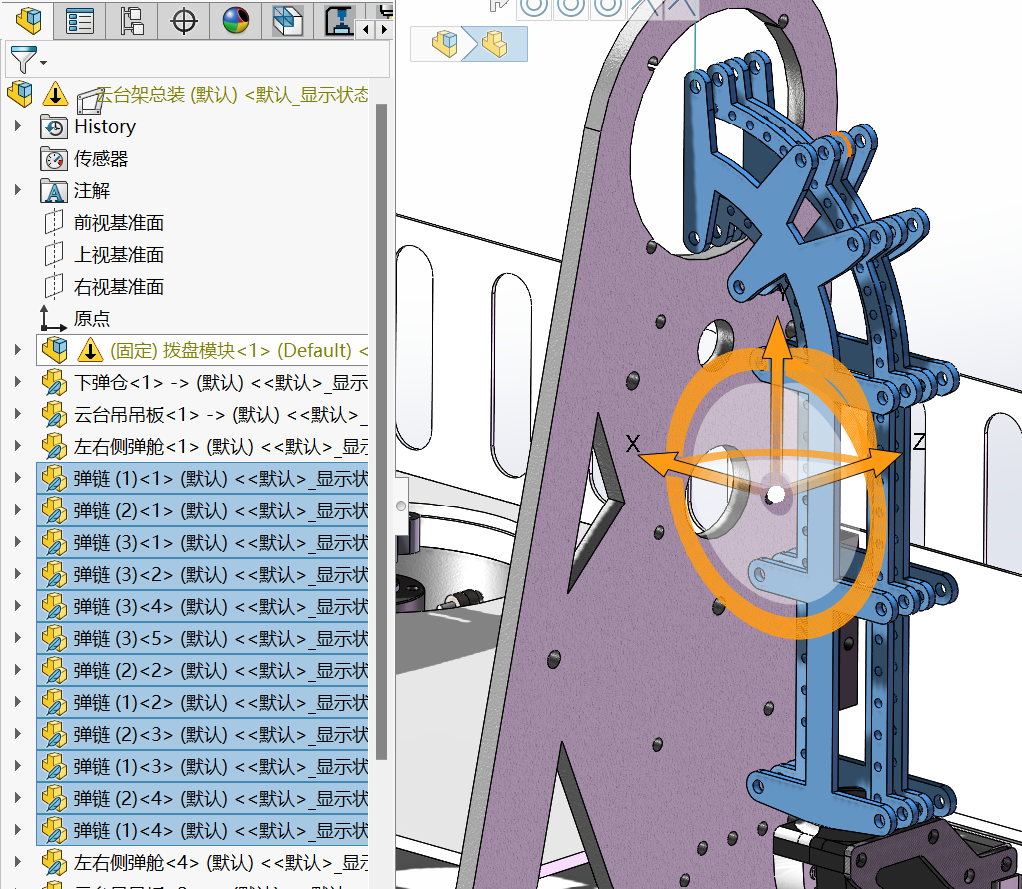 云台架总装 (默认) <默认_显示状态
History
传感器
注解
前视基准面
上视基准面
右视基准面
原点
(固定) 拨盘模块<1> (Default) <
下弹仓<1> -> (默认) <<默认>_显示
云台吊吊板<1> -> (默认) <<默认>_
左右侧弹舱<1> (默认) <<默认>_显
弹链 (1)<1> (默认) <<默认>_显示状
弹链 (2)<1> (默认) <<默认>_显示状
弹链 (3)<1> (默认) <<默认>_显示状
弹链 (3)<2> (默认) <<默认>_显示状
弹链 (3)<4> (默认) <<默认>_显示状
弹链 (3)<5> (默认) <<默认>_显示状
弹链 (2)<2> (默认) <<默认>_显示状
弹链 (1)<2> (默认) <<默认>_显示状
弹链 (2)<3> (默认) <<默认>_显示状
弹链 (1)<3> (默认) <<默认>_显示状
弹链 (2)<4> (默认) <<默认>_显示状
弹链 (1)<4> (默认) <<默认>_显示状
左右侧弹舱<4> (默认) <<默认>_显
Y
X
Z